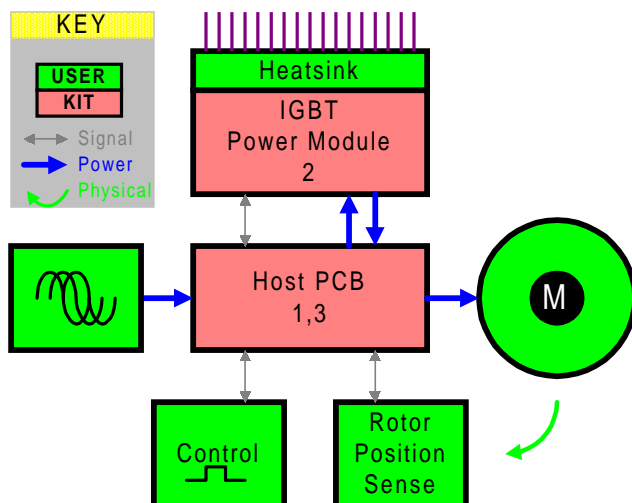 KEY
USER
KIT
Signal
Power
Physical
Heatsink
IGBT
Power Module
2
Host PCB
1,3
M
Control
Rotor
Position
Sense